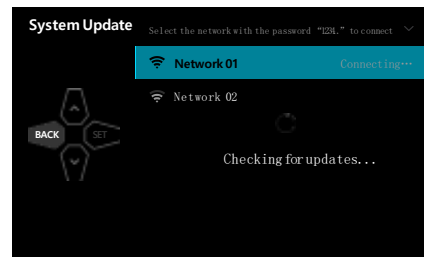 System Update
Select the network with the password “1234.” to connect
Network 01 Connecting···
Network 02
BACK SET
Checking for updates...